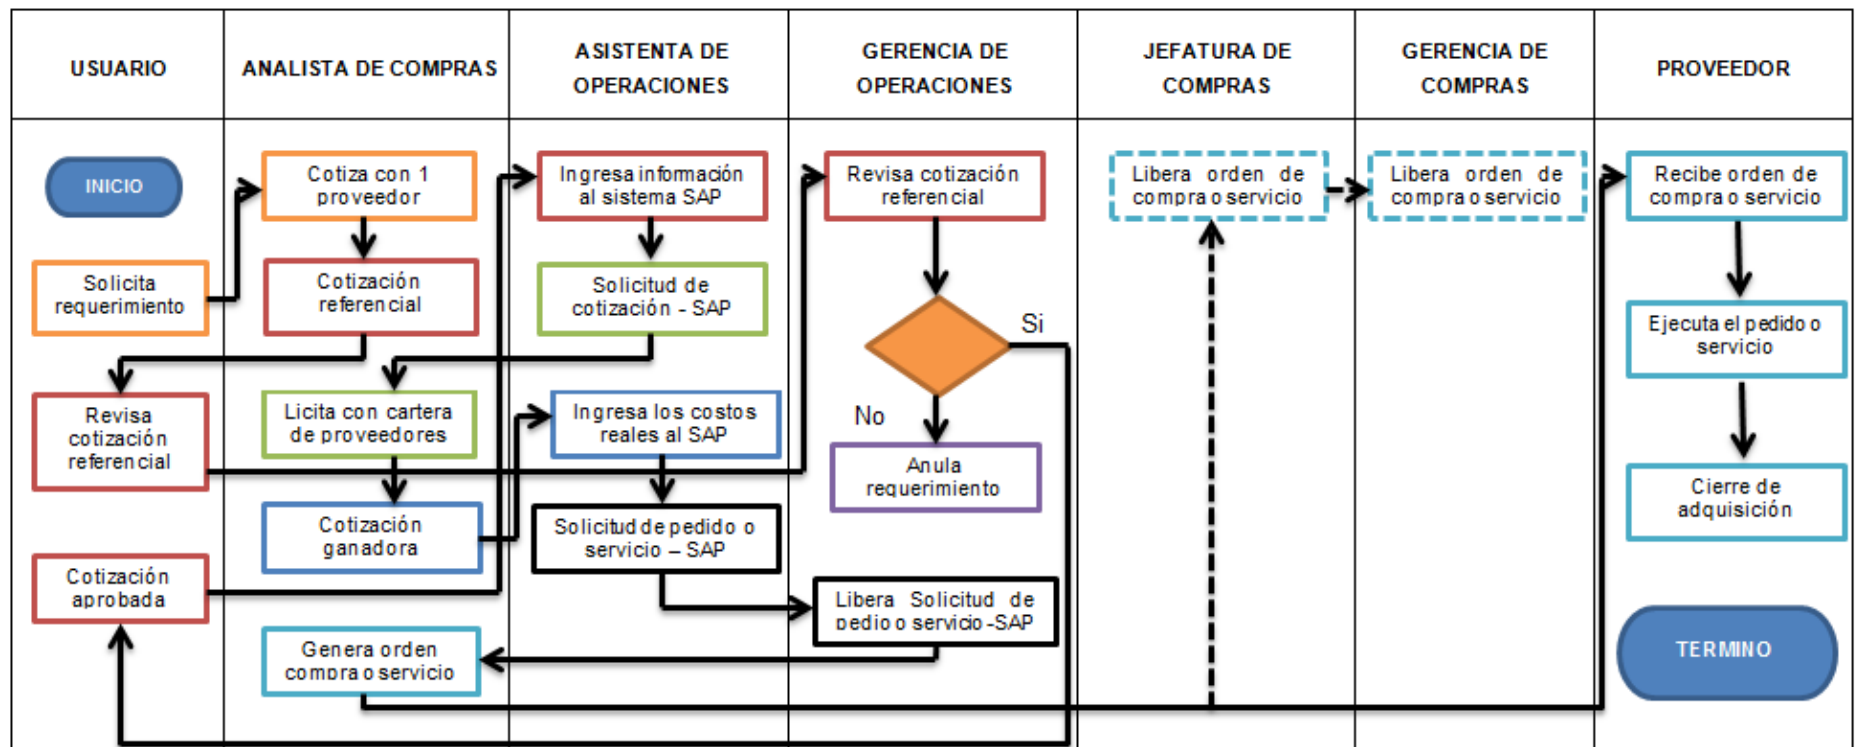 USUARIO
ANALISTA DE COMPRAS
ASISTENTA DE
OPERACIONES
GERENCIA DE
OPERACIONES
JEFATURA DE
COMPRAS
GERENCIA DE
COMPRAS
PROVEEDOR
INICIO
Solicita
requerimiento
Revisa
cotización
referencial
Cotización
aprobada
Cotiza con 1
proveedor
Cotización
referencial
Licita con cartera
de proveedores
Cotización
ganadora
Genera orden
compra o servicio
Ingresa información
al sistema SAP
Solicitud de
cotización - SAP
Ingresa los costos
reales al SAP
Solicitud de pedido o
servicio – SAP
Revisa cotización
referencial
Si
No
Anula
requerimiento
Libera Solicitud de
pedio o servicio -SAP
Libera orden de
compra o servicio
Libera orden de
compra o servicio
Recibe orden de
compra o servicio
Ejecuta el pedido o
servicio
Cierre de
adquisición
TERMINO